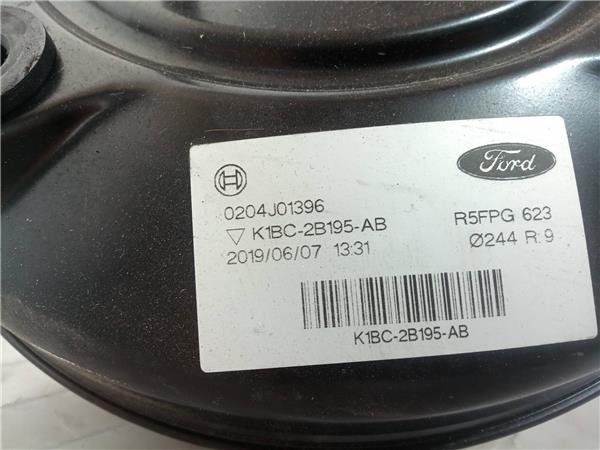 Ford
0204J01396
R5FPG 623
▽ K1BC-2B195-AB
Ø244 R:9
2019/06/07 13:31
K1BC-2B195-AB